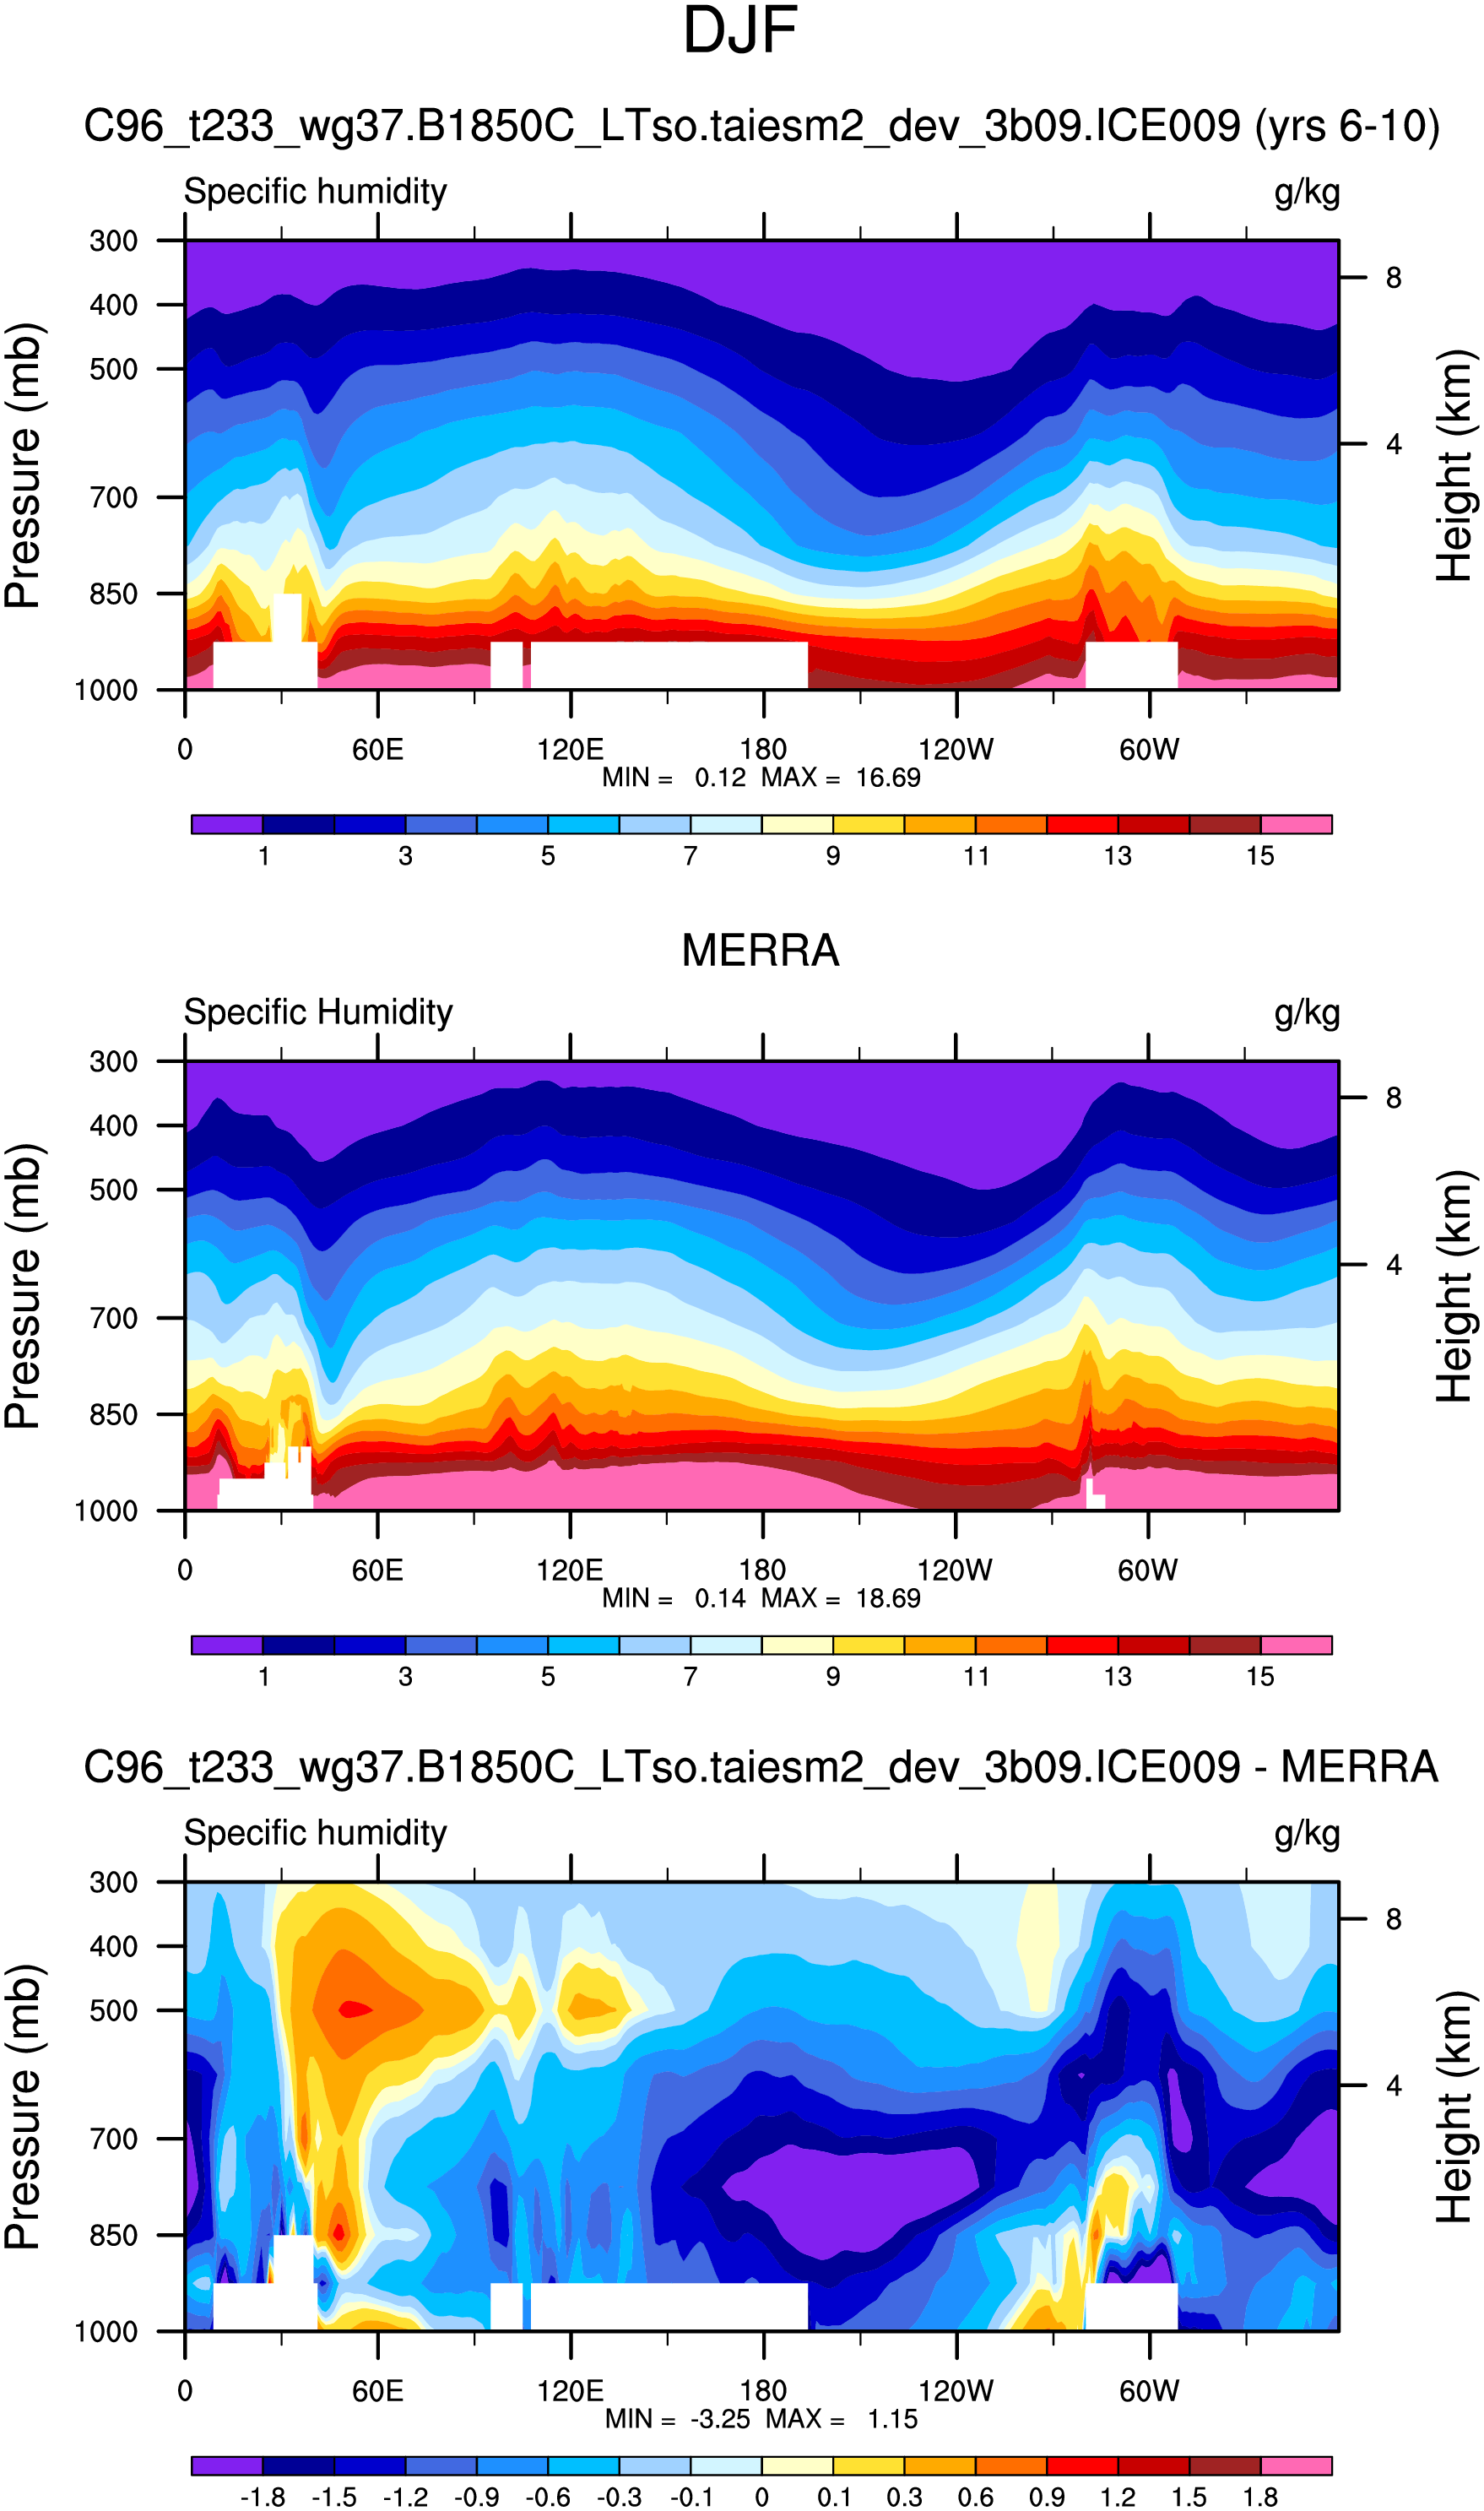 DJF
C96_t233_wg37.B1850C_LTso.taiesm2_dev_3b09.ICE009 (yrs 6-10)
Specific humidity g/kg
Pressure (mb)
300
400
500
700
850
1000
8
4
Height (km)
0 60E 120E 180 120W 60W
MIN = 0.12 MAX = 16.69
1 3 5 7 9 11 13 15
MERRA
Specific Humidity g/kg
Pressure (mb)
300
400
500
700
850
1000
8
4
Height (km)
0 60E 120E 180 120W 60W
MIN = 0.14 MAX = 18.69
1 3 5 7 9 11 13 15
C96_t233_wg37.B1850C_LTso.taiesm2_dev_3b09.ICE009 - MERRA
Specific humidity g/kg
Pressure (mb)
300
400
500
700
850
1000
8
4
Height (km)
0 60E 120E 180 120W 60W
MIN = -3.25 MAX = 1.15
-1.8 -1.5 -1.2 -0.9 -0.6 -0.3 -0.1 0 0.1 0.3 0.6 0.9 1.2 1.5 1.8